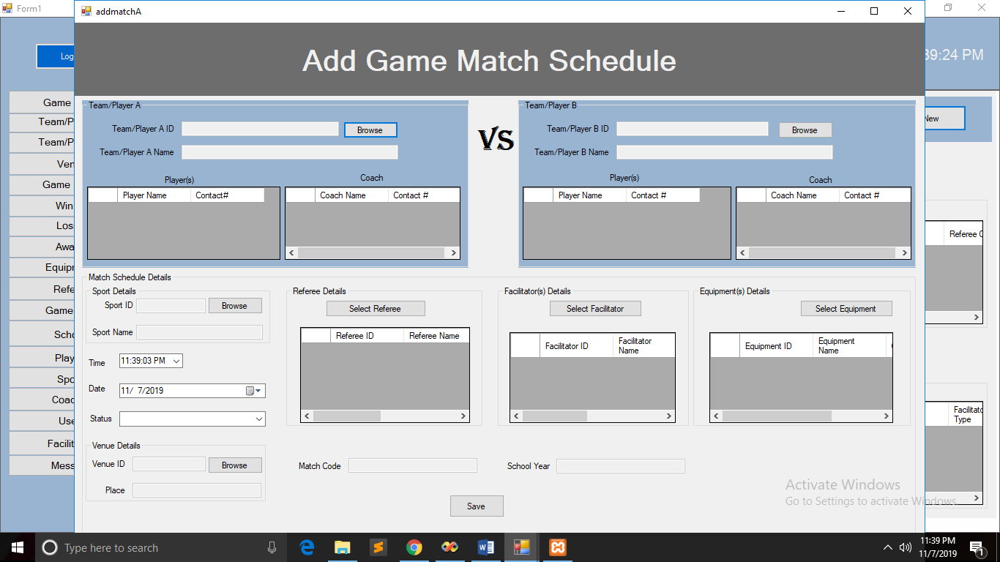 Form1
addmatchA
Add Game Match Schedule
39:24 PM
Log
Game
Team/P
Team/P
Ven
Game
Win
Los
Awa
Equip
Refe
Game
Sch
Play
Spo
Coac
Use
Facilit
Mess
New
Team/Player A
Team/Player A ID
Browse
Team/Player A Name
Player(s)
Coach
Player Name Contact#
Coach Name Contact #
VS
Team/Player B
Team/Player B ID
Browse
Team/Player B Name
Player(s)
Coach
Player Name Contact #
Coach Name Contact #
Referee
Match Schedule Details
Sport Details
Sport ID
Browse
Sport Name
Time
11:39:03 PM
Date
11/ 7/2019
Status
Venue Details
Venue ID
Browse
Place
Referee Details
Select Referee
Referee ID Referee Name
Facilitator(s) Details
Select Facilitator
Facilitator ID Facilitator Name
Equipment(s) Details
Select Equipment
Equipment ID Equipment Name
Facilitato
Type
Match Code
School Year
Save
Activate Windows
Go to Settings to activate Windows.
Type here to search
11:39 PM
11/7/2019
1